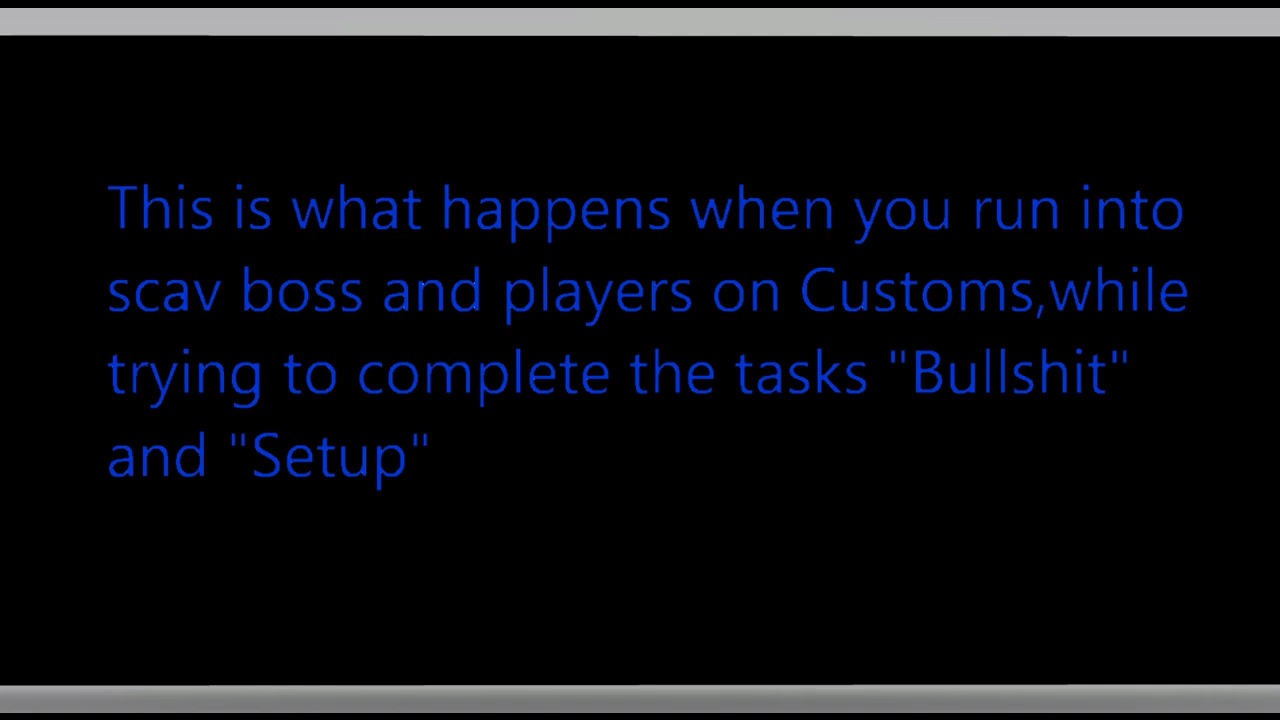 This is what happens when you run into
scav boss and players on Customs,while
trying to complete the tasks "Bullshit"
and "Setup"